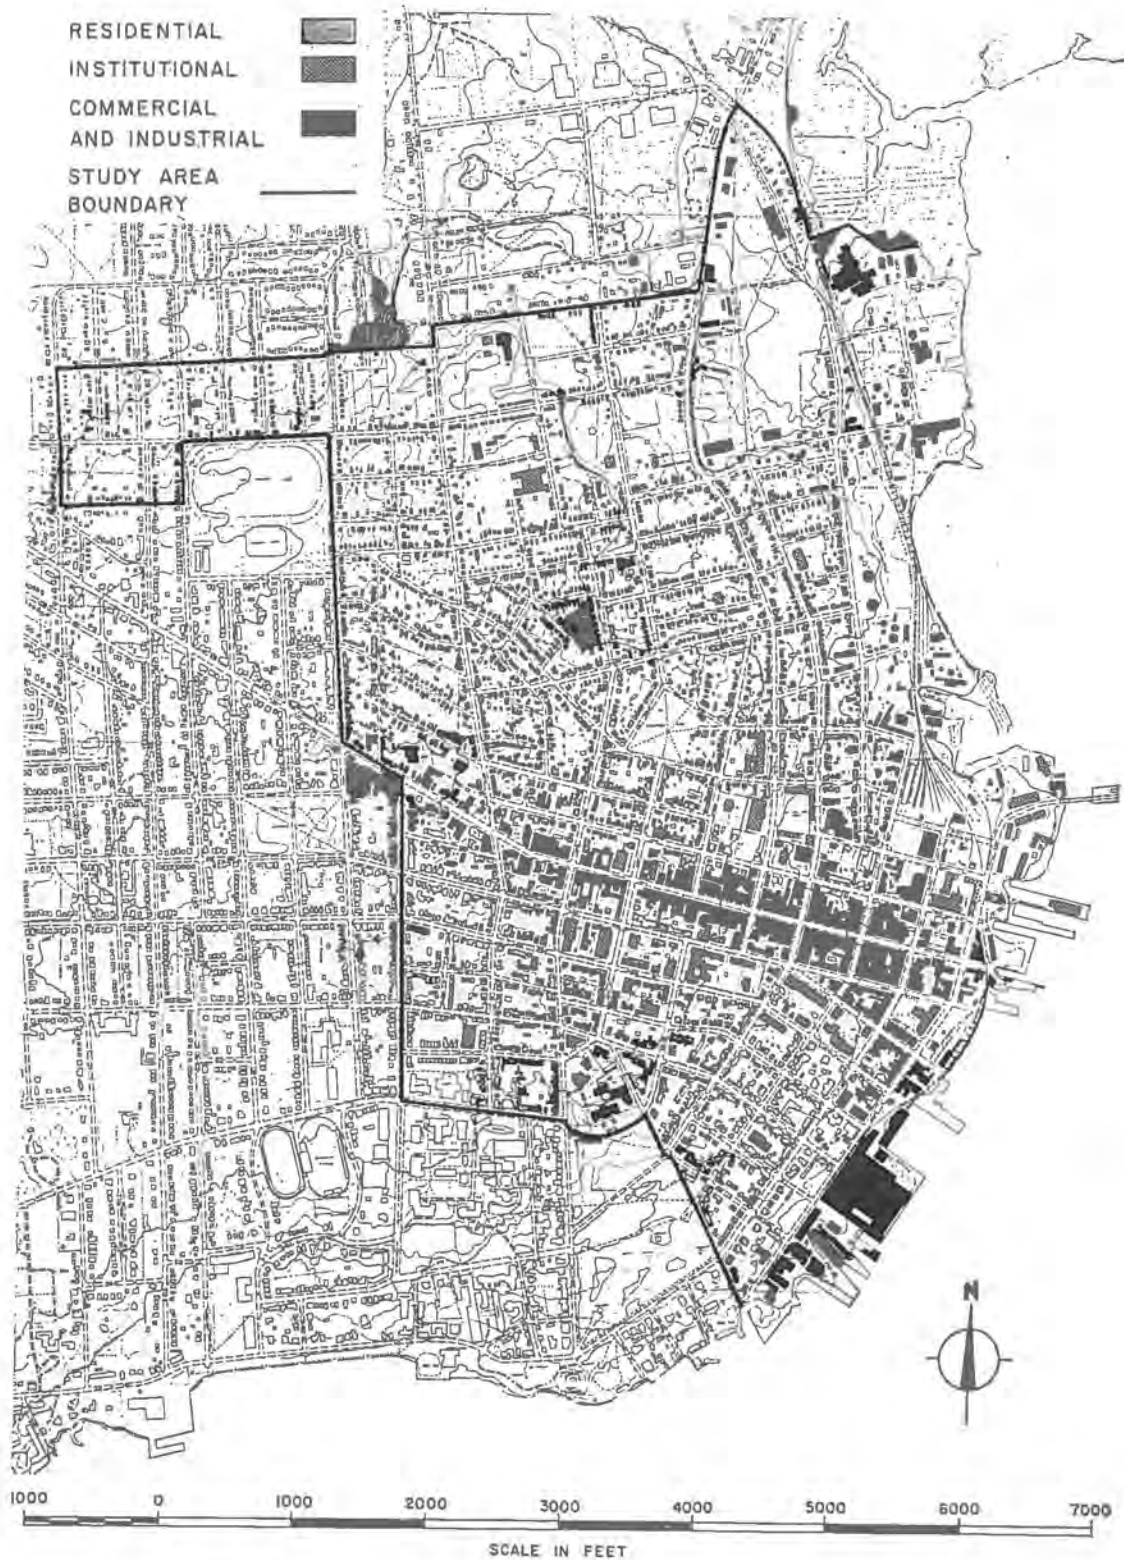 RESIDENTIAL
INSTITUTIONAL
COMMERCIAL
AND INDUSTRIAL
STUDY AREA
BOUNDARY
N
1000 0 1000 2000 3000 4000 5000 6000 7000
SCALE IN FEET